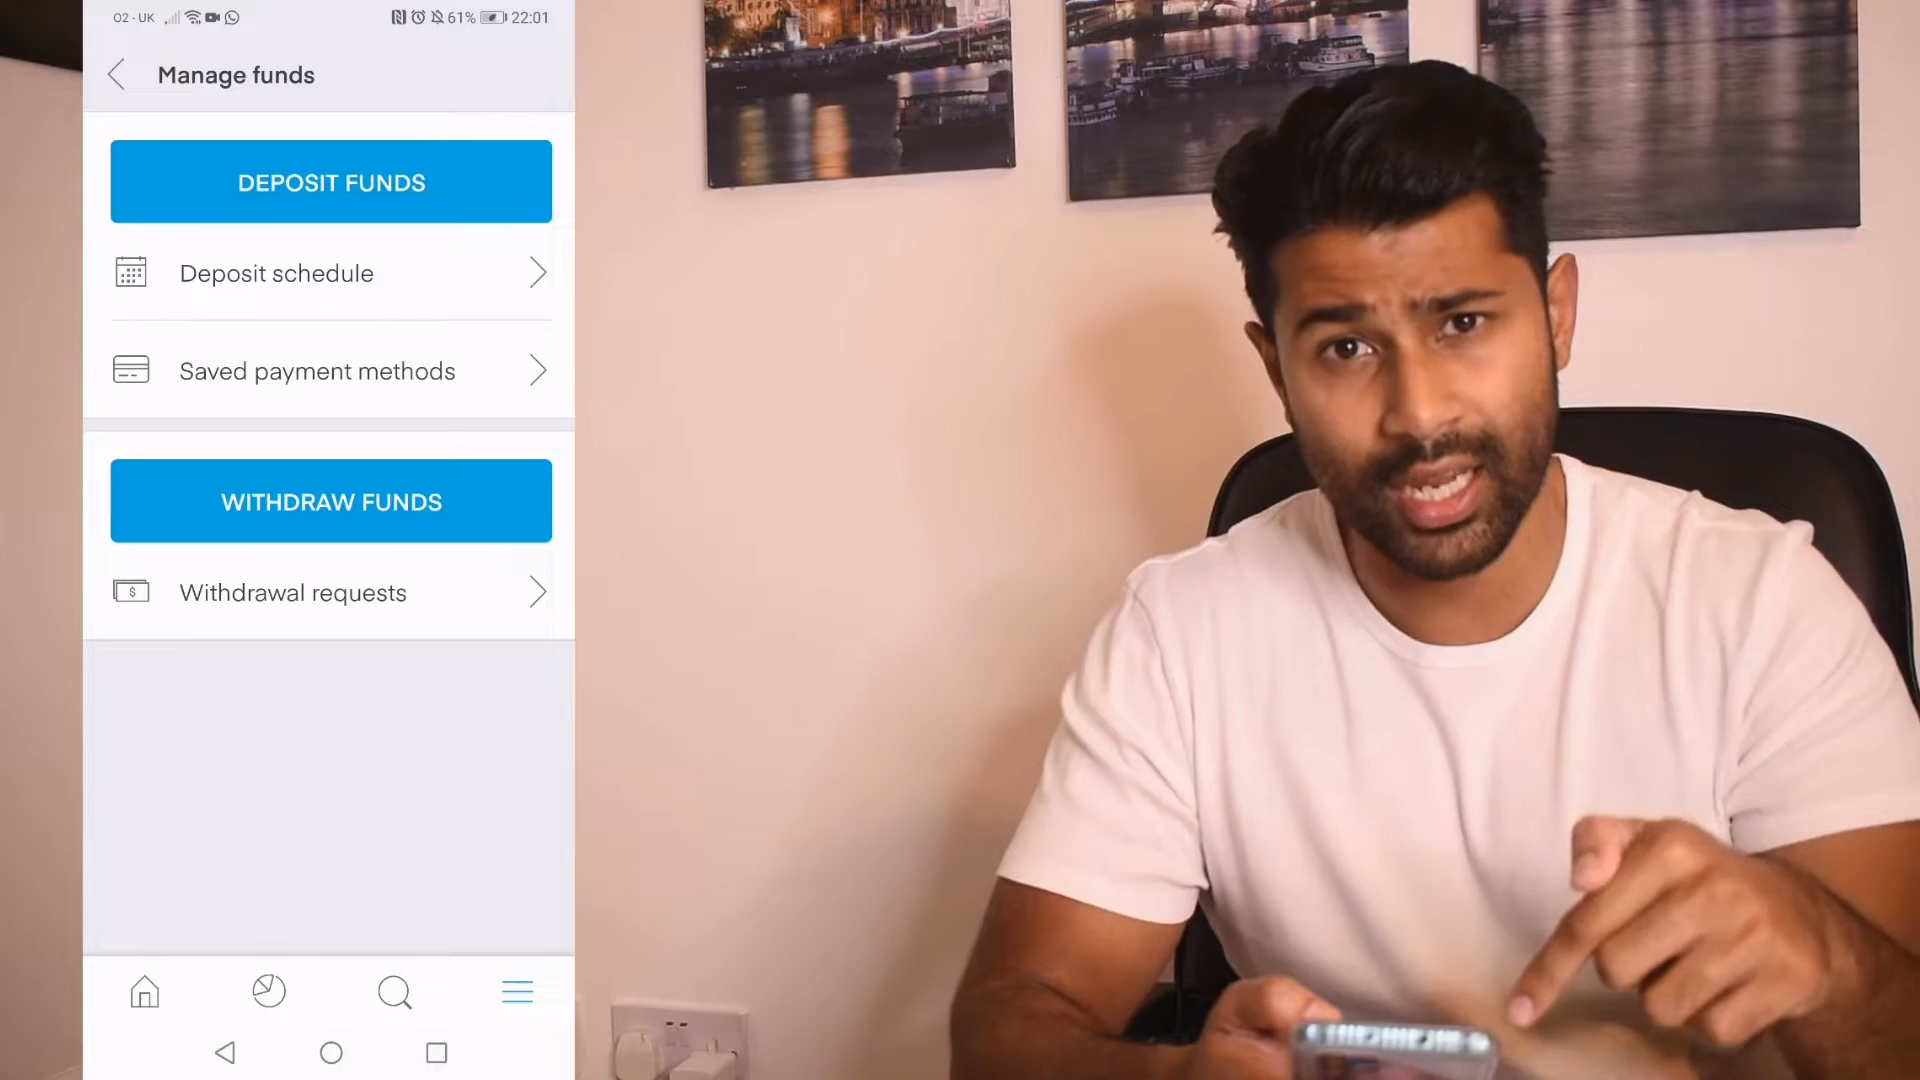 O2 - UK 61% 22:01
Manage funds
DEPOSIT FUNDS
Deposit schedule
Saved payment methods
WITHDRAW FUNDS
$ Withdrawal requests